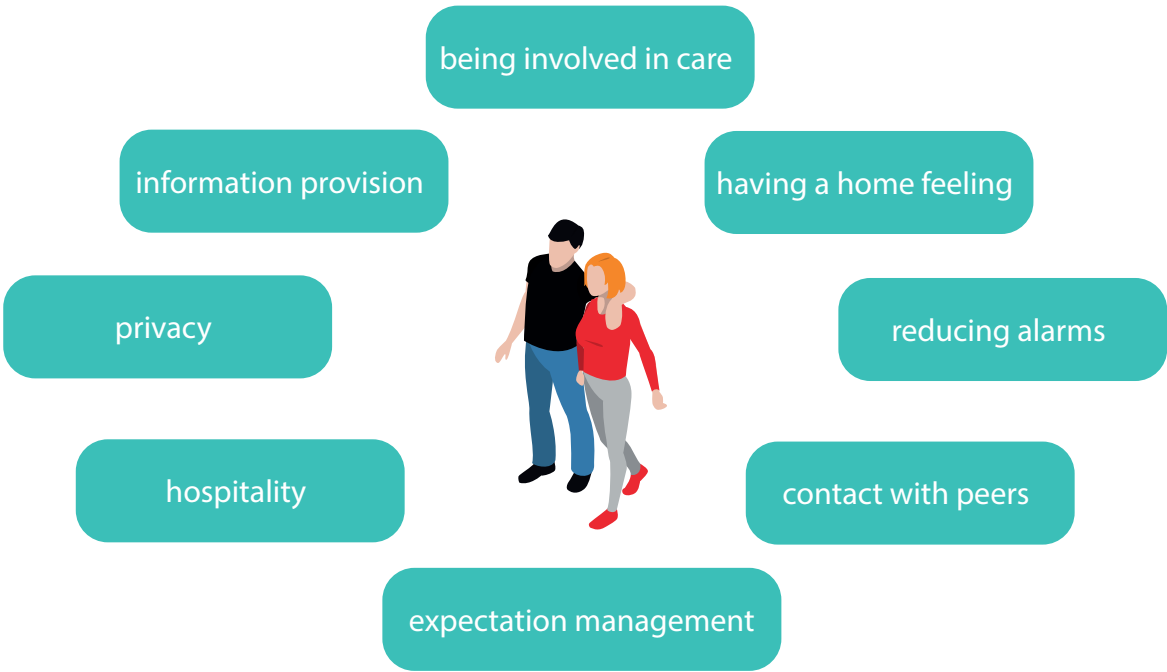 being involved in care
information provision
having a home feeling
privacy
reducing alarms
hospitality
contact with peers
expectation management